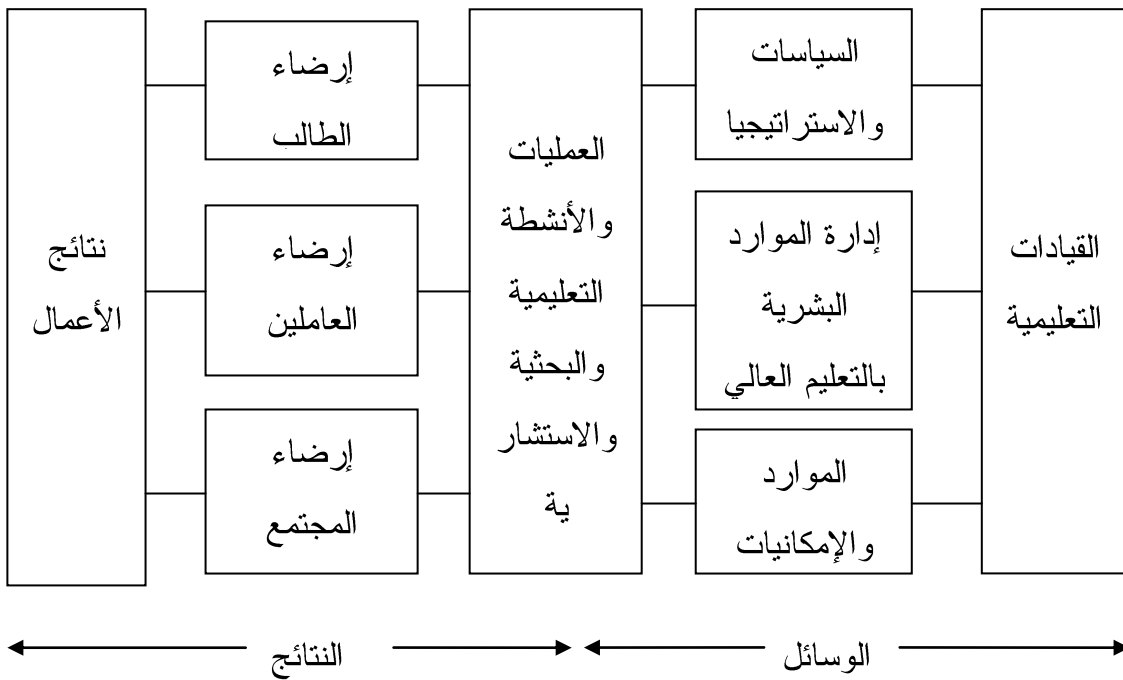 القيادات
التعليمية
السياسات
والاستراتيجيا
إدارة الموارد
البشرية
بالتعليم العالي
الموارد
والإمكانيات
العمليات
والأنشطة
التعليمية
والبحثية
والاستشار
ية
إرضاء
الطالب
إرضاء
العاملين
إرضاء
المجتمع
نتائج
الأعمال
الوسائل
النتائج